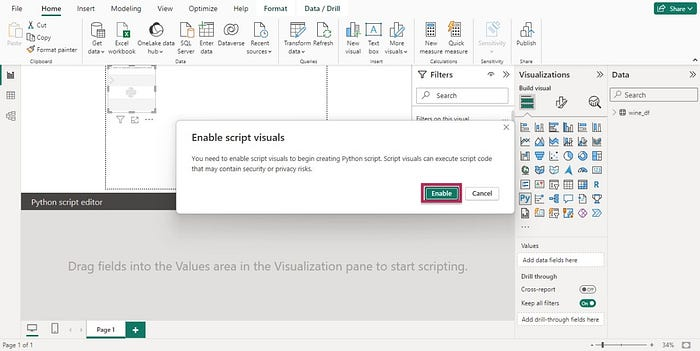 File Home Insert Modeling View Optimize Help Format Data / Drill
Share
Paste
Cut
Copy
Format painter
Get data
Excel workbook
OneLake data hub
SQL Server
Enter data
Dataverse
Recent sources
Transform data
Refresh
New visual
Text box
More visuals
New measure
Quick measure
Sensitivity
Publish
Clipboard Data Queries Insert Calculations Sensitivity Share
Filters
Search
Filters on this visual
Visualizations
Build visual
Data
Search
wine_df
Enable script visuals
You need to enable script visuals to begin creating Python script. Script visuals can execute script code
that may contain security or privacy risks.
Enable Cancel
Python script editor
Drag fields into the Values area in the Visualization pane to start scripting.
R
Py
Values
Add data fields here
Drill through
Cross-report Off
Keep all filters On
Add drill-through fields here
Page 1
Page 1 of 1
34%